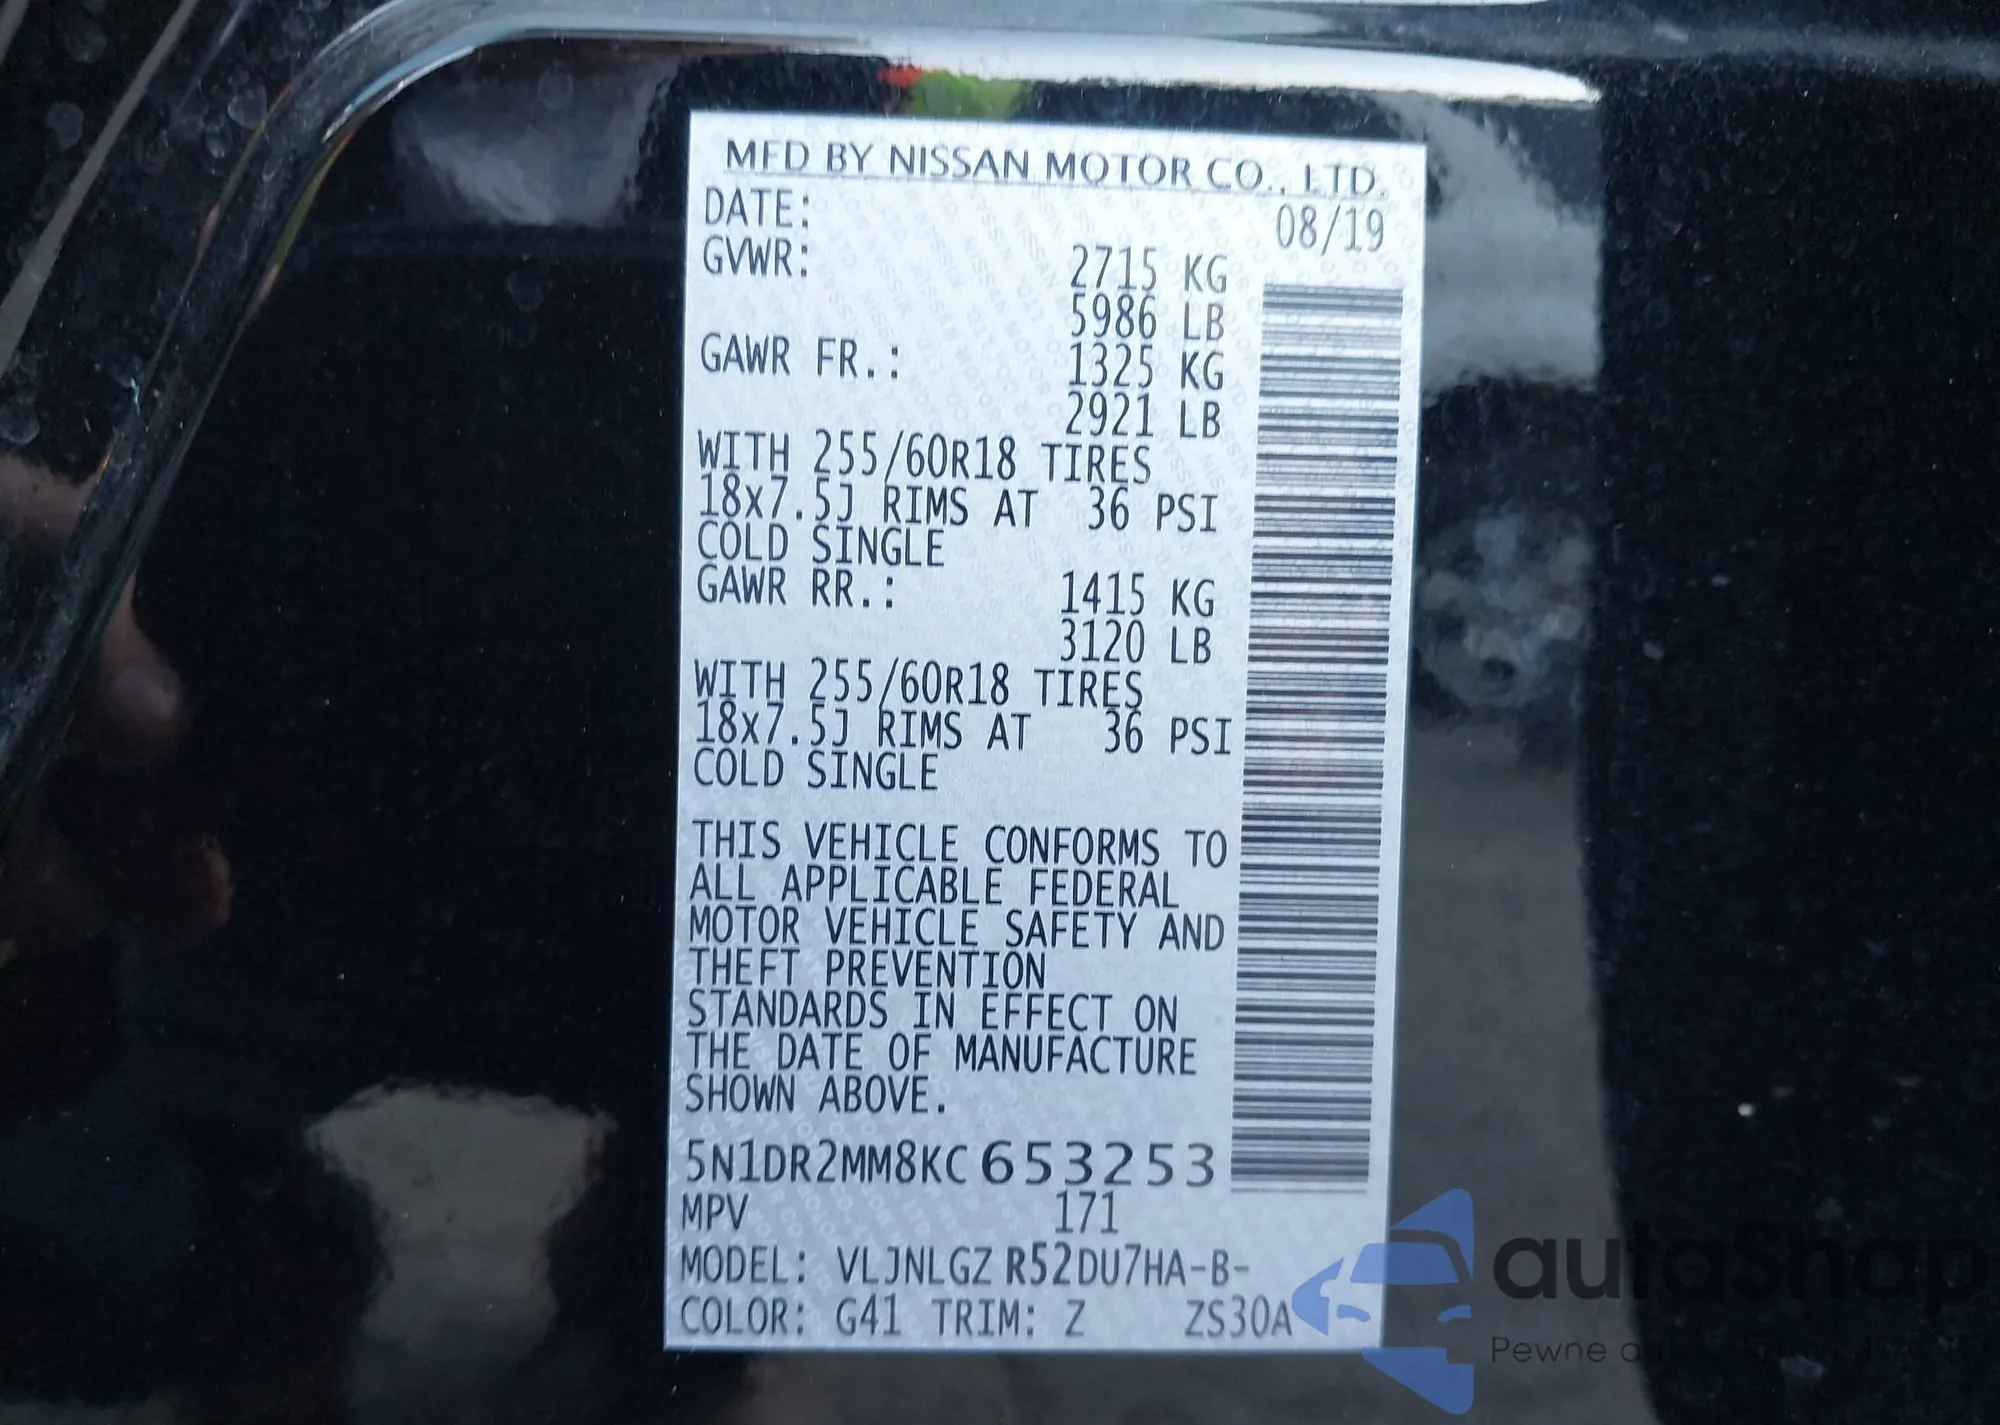 MFD BY NISSAN MOTOR CO., LTD.
DATE: 08/19
GVWR: 2715 KG
5986 LB
GAWR FR.: 1325 KG
2921 LB
WITH 255/60R18 TIRES
18x7.5J RIMS AT 36 PSI
COLD SINGLE
GAWR RR.: 1415 KG
3120 LB
WITH 255/60R18 TIRES
18x7.5J RIMS AT 36 PSI
COLD SINGLE
THIS VEHICLE CONFORMS TO
ALL APPLICABLE FEDERAL
MOTOR VEHICLE SAFETY AND
THEFT PREVENTION
STANDARDS IN EFFECT ON
THE DATE OF MANUFACTURE
SHOWN ABOVE.
5N1DR2MM8KC653253
MPV 171
MODEL: VLJNLGZ R52DU7HA-B-
COLOR: G41 TRIM: Z ZS30A
autaShop
Pewne